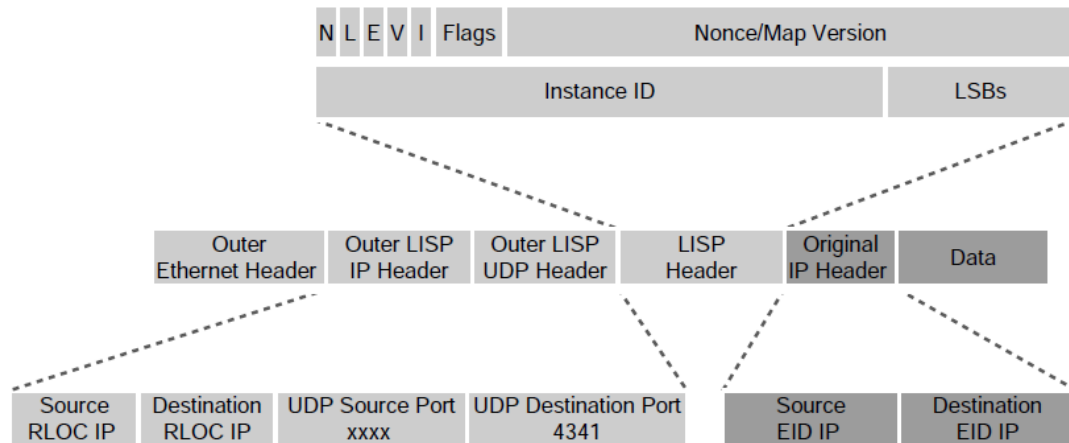 N L E V I Flags Nonce/Map Version
Instance ID LSBs
Outer Ethernet Header
Outer LISP IP Header
Outer LISP UDP Header
LISP Header
Original IP Header
Data
Source RLOC IP
Destination RLOC IP
UDP Source Port xxxx
UDP Destination Port 4341
Source EID IP
Destination EID IP